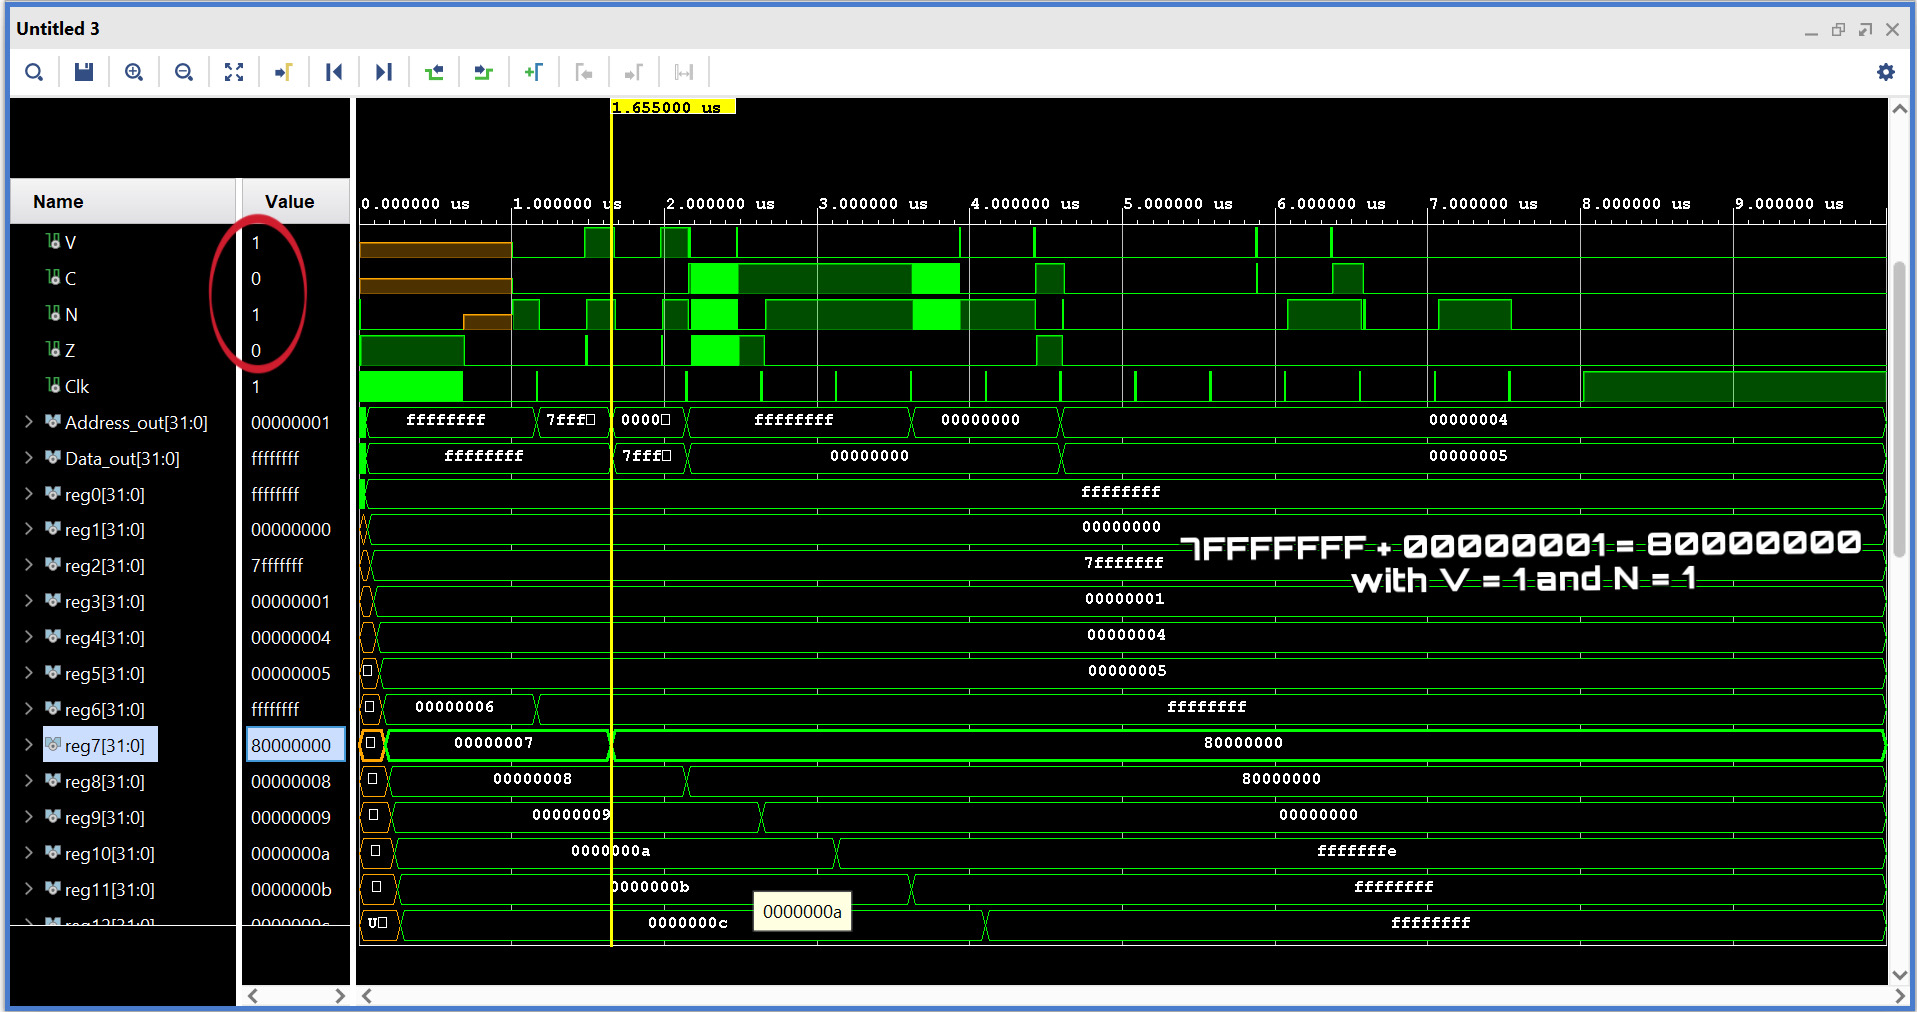 Untitled 3
1.655000 us
Name Value
0.000000 us 1.000000 us 2.000000 us 3.000000 us 4.000000 us 5.000000 us 6.000000 us 7.000000 us 8.000000 us 9.000000 us
V 1
C 0
N 1
Z 0
Clk 1
Address_out[31:0] 00000001 ffffffff 7fff 0000 ffffffff 00000000 00000004
Data_out[31:0] ffffffff ffffffff 7fff 00000000 00000005
reg0[31:0] ffffffff ffffffff
reg1[31:0] 00000000 00000000
7FFFFFFF + 00000001 = 80000000
reg2[31:0] 7fffffff 7fffffff
with V = 1 and N = 1
reg3[31:0] 00000001 00000001
reg4[31:0] 00000004 00000004
reg5[31:0] 00000005 00000005
reg6[31:0] ffffffff 00000006 ffffffff
reg7[31:0] 80000000 00000007 80000000
reg8[31:0] 00000008 00000008 80000000
reg9[31:0] 00000009 00000009 00000000
reg10[31:0] 0000000a 0000000a fffffffe
reg11[31:0] 0000000b 0000000b ffffffff
0000000a
reg12[31:0] 0000000c U 0000000c ffffffff